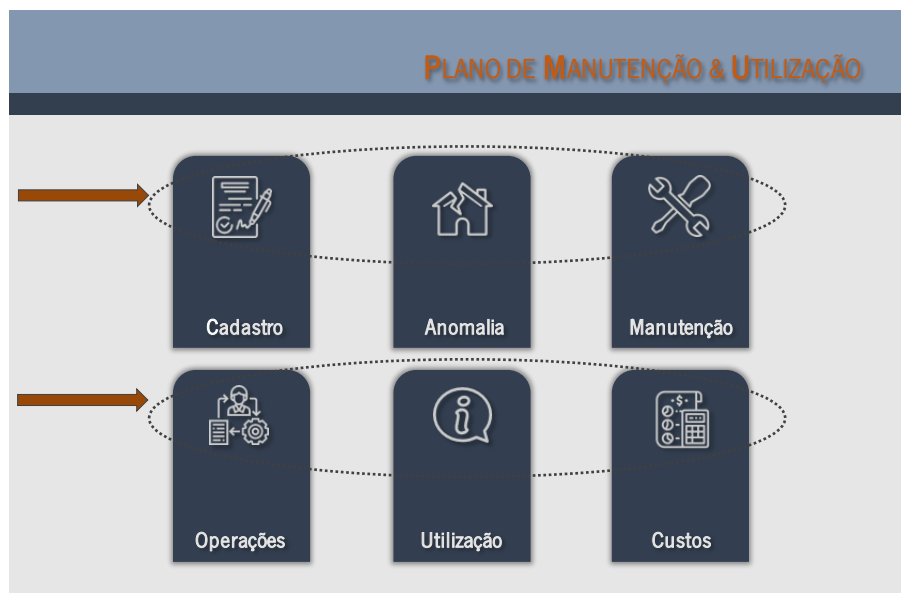 PLANO DE MANUTENÇÃO & UTILIZAÇÃO
Cadastro
Anomalia
Manutenção
Operações
Utilização
Custos